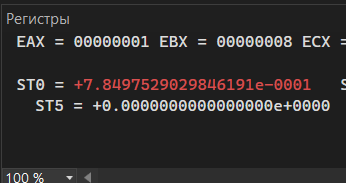 Регистры
EAX = 00000001 EBX = 00000008 ECX =
ST0 = +7.8497529029846191e-0001 S
ST5 = +0.0000000000000000e+0000
100 %